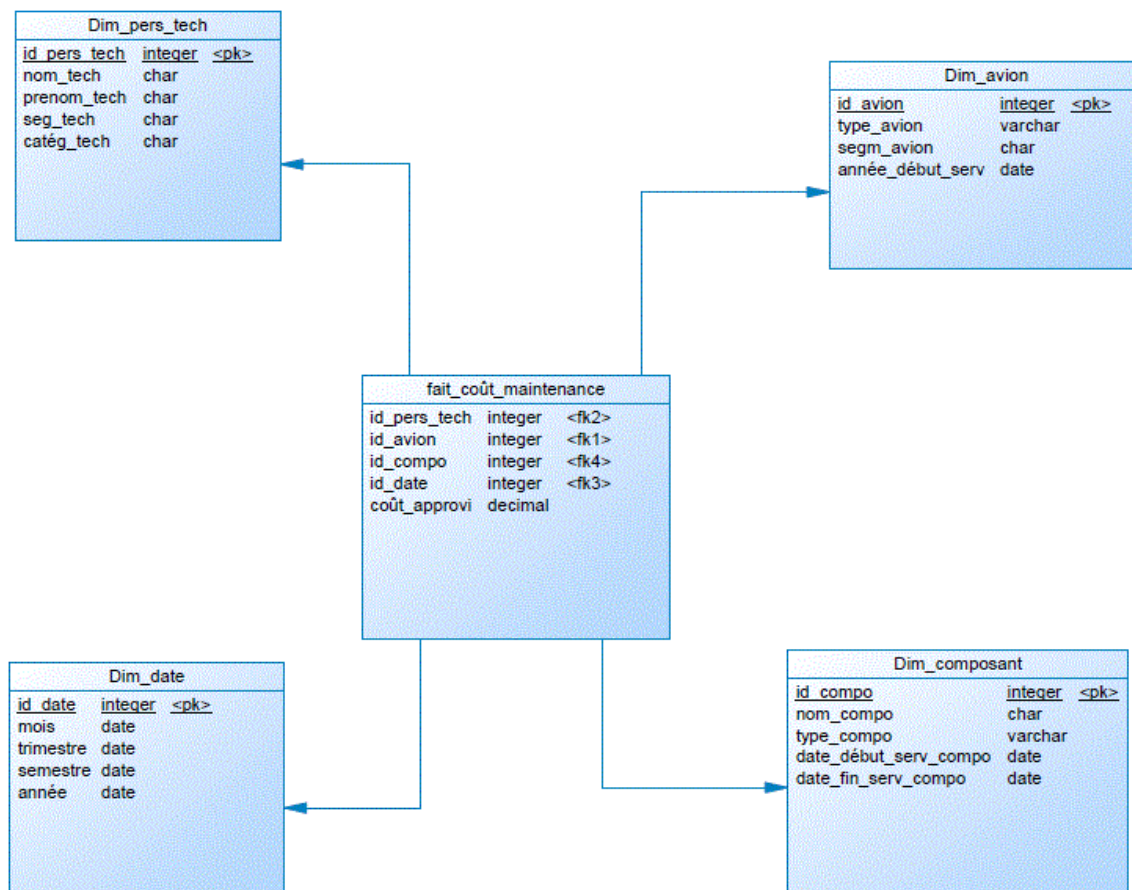 Dim_pers_tech
id_pers_tech integer <pk>
nom_tech char
prenom_tech char
seg_tech char
catég_tech char
Dim_avion
id_avion integer <pk>
type_avion varchar
segm_avion char
année_début_serv date
fait_coût_maintenance
id_pers_tech integer <fk2>
id_avion integer <fk1>
id_compo integer <fk4>
id_date integer <fk3>
coût_approvi decimal
Dim_date
id_date integer <pk>
mois date
trimestre date
semestre date
année date
Dim_composant
id_compo integer <pk>
nom_compo char
type_compo varchar
date_début_serv_compo date
date_fin_serv_compo date